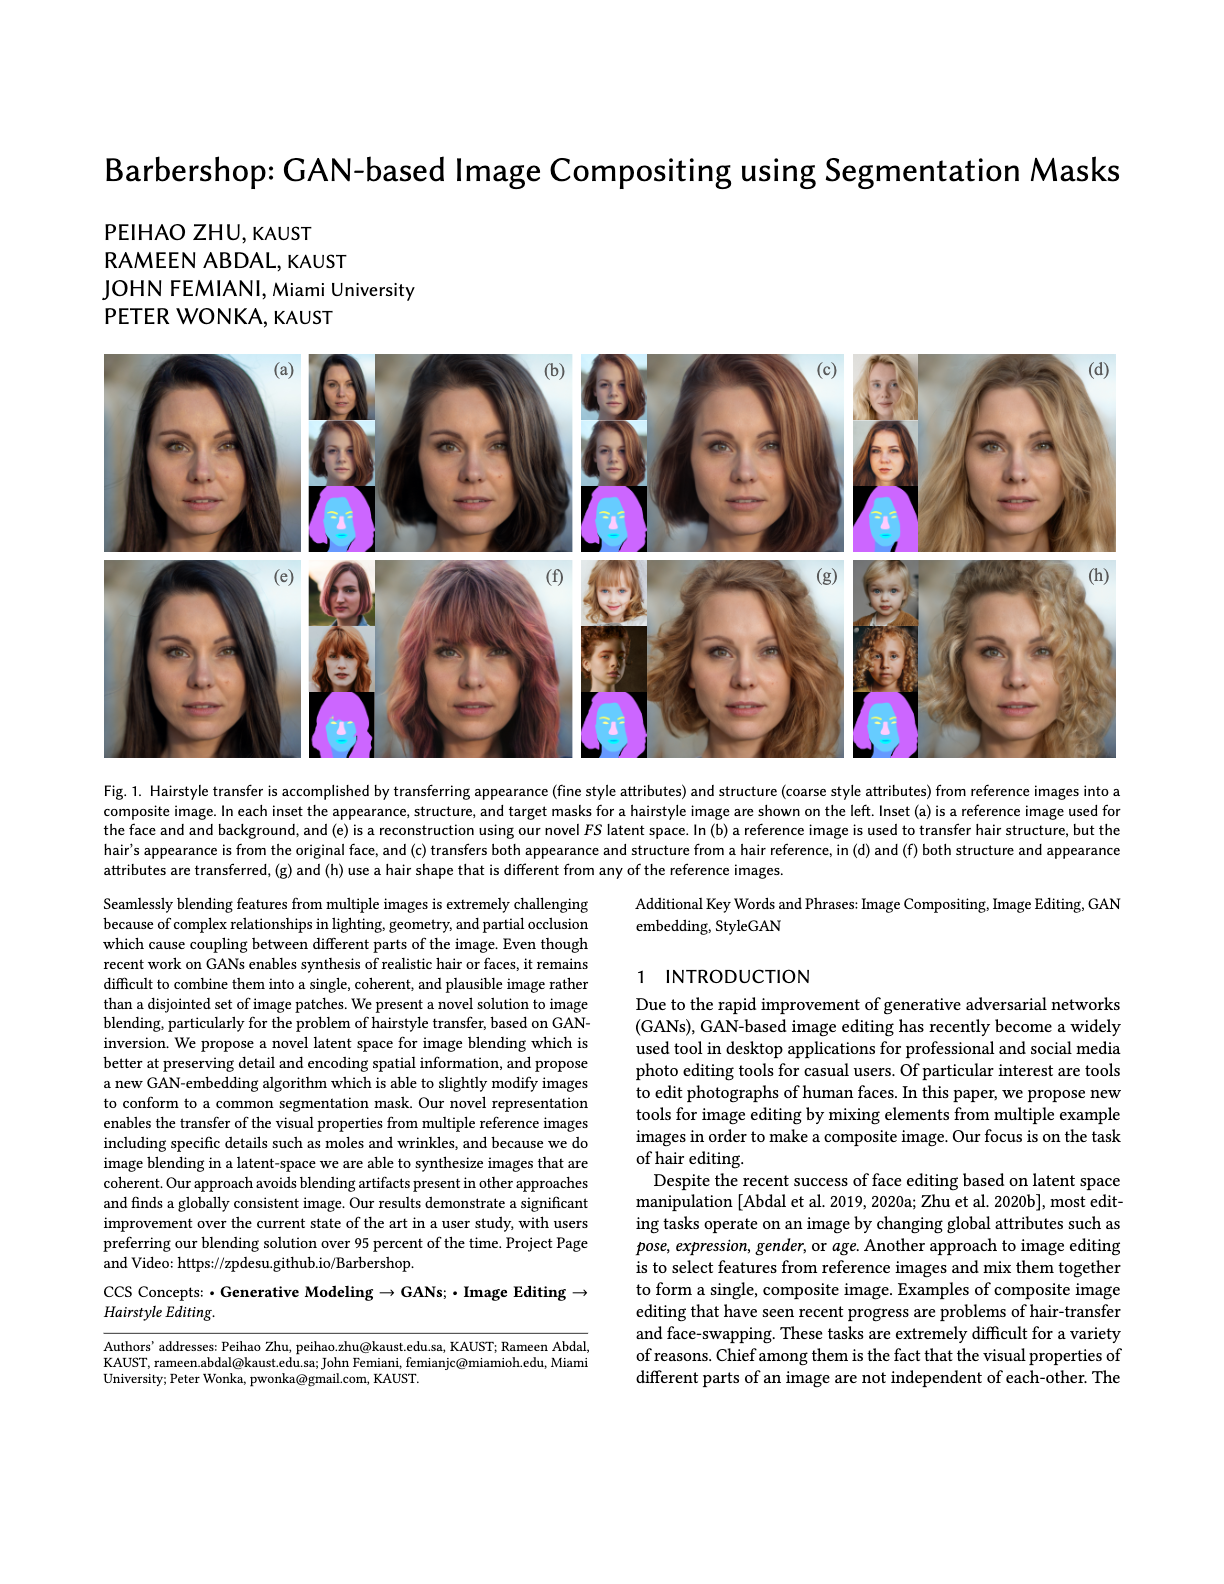 Barbershop: GAN-based Image Compositing using Segmentation Masks
PEIHAO ZHU, KAUST
RAMEEN ABDAL, KAUST
JOHN FEMIANI, Miami University
PETER WONKA, KAUST
(a)
(b)
(c)
(d)
(e)
(f)
(g)
(h)
Fig. 1. Hairstyle transfer is accomplished by transferring appearance (fine style attributes) and structure (coarse style attributes) from reference images into a
composite image. In each inset the appearance, structure, and target masks for a hairstyle image are shown on the left. Inset (a) is a reference image used for
the face and and background, and (e) is a reconstruction using our novel FS latent space. In (b) a reference image is used to transfer hair structure, but the
hair's appearance is from the original face, and (c) transfers both appearance and structure from a hair reference, in (d) and (f) both structure and appearance
attributes are transferred, (g) and (h) use a hair shape that is different from any of the reference images.
Seamlessly blending features from multiple images is extremely challenging
because of complex relationships in lighting, geometry, and partial occlusion
which cause coupling between different parts of the image. Even though
recent work on GANs enables synthesis of realistic hair or faces, it remains
difficult to combine them into a single, coherent, and plausible image rather
than a disjointed set of image patches. We present a novel solution to image
blending, particularly for the problem of hairstyle transfer, based on GAN-
inversion. We propose a novel latent space for image blending which is
better at preserving detail and encoding spatial information, and propose
a new GAN-embedding algorithm which is able to slightly modify images
to conform to a common segmentation mask. Our novel representation
enables the transfer of the visual properties from multiple reference images
including specific details such as moles and wrinkles, and because we do
image blending in a latent-space we are able to synthesize images that are
coherent. Our approach avoids blending artifacts present in other approaches
and finds a globally consistent image. Our results demonstrate a significant
improvement over the current state of the art in a user study, with users
preferring our blending solution over 95 percent of the time. Project Page
and Video: https://zpdesu.github.io/Barbershop.
CCS Concepts: • Generative Modeling → GANs; • Image Editing →
Hairstyle Editing.
Authors' addresses: Peihao Zhu, peihao.zhu@kaust.edu.sa, KAUST; Rameen Abdal,
KAUST, rameen.abdal@kaust.edu.sa; John Femiani, femianjc@miamioh.edu, Miami
University; Peter Wonka, pwonka@gmail.com, KAUST.
Additional Key Words and Phrases: Image Compositing, Image Editing, GAN
embedding, StyleGAN
1 INTRODUCTION
Due to the rapid improvement of generative adversarial networks
(GANs), GAN-based image editing has recently become a widely
used tool in desktop applications for professional and social media
photo editing tools for casual users. Of particular interest are tools
to edit photographs of human faces. In this paper, we propose new
tools for image editing by mixing elements from multiple example
images in order to make a composite image. Our focus is on the task
of hair editing.
Despite the recent success of face editing based on latent space
manipulation [Abdal et al. 2019, 2020a; Zhu et al. 2020b], most edit-
ing tasks operate on an image by changing global attributes such as
pose, expression, gender, or age. Another approach to image editing
is to select features from reference images and mix them together
to form a single, composite image. Examples of composite image
editing that have seen recent progress are problems of hair-transfer
and face-swapping. These tasks are extremely difficult for a variety
of reasons. Chief among them is the fact that the visual properties of
different parts of an image are not independent of each-other. The